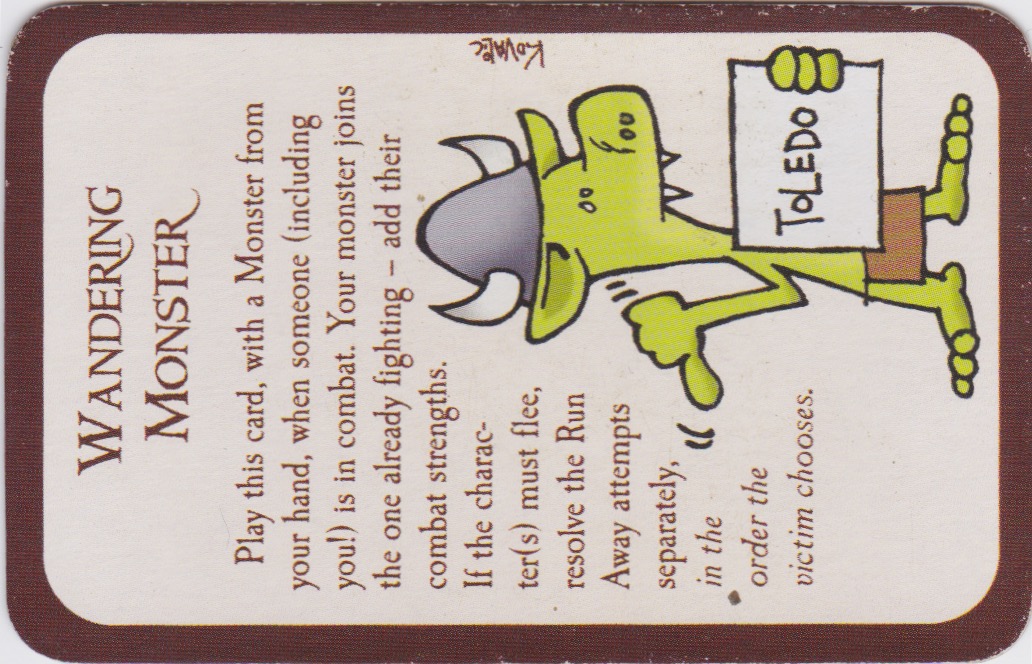 WANDERING
MONSTER
Play this card, with a Monster from
your hand, when someone (including
you!) is in combat. Your monster joins
the one already fighting – add their
combat strengths.
If the charac-
ter(s) must flee,
resolve the Run
Away attempts
separately,
in the
order the
victim chooses.
TOLEDO
KOVALIC